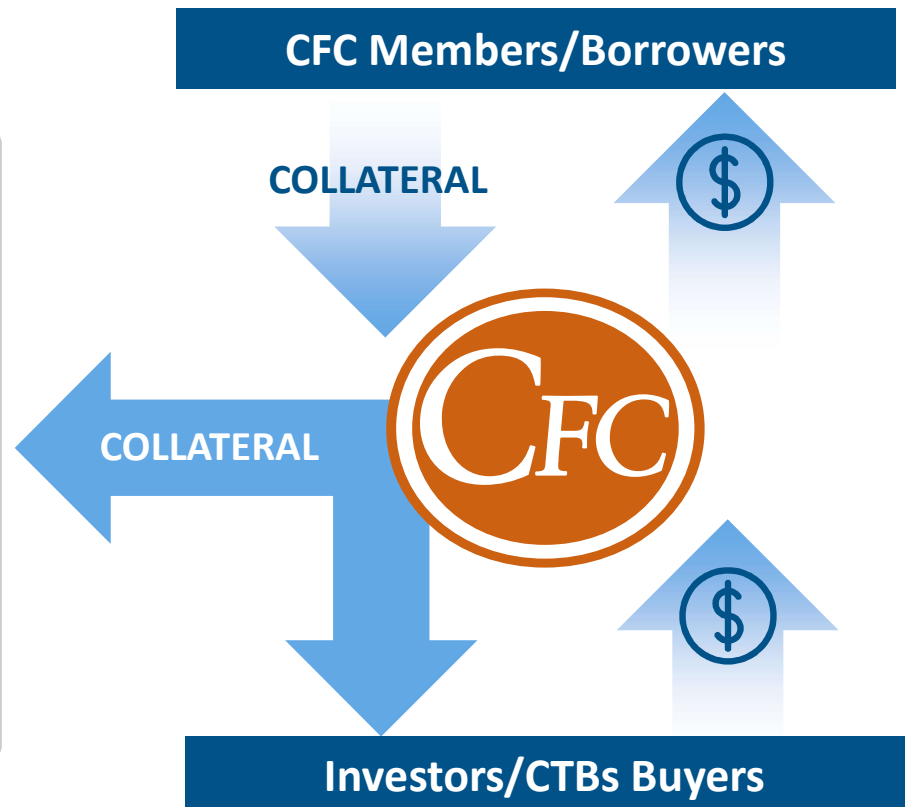 CFC Members/Borrowers
COLLATERAL
$
CFC
COLLATERAL
$
Investors/CTBs Buyers